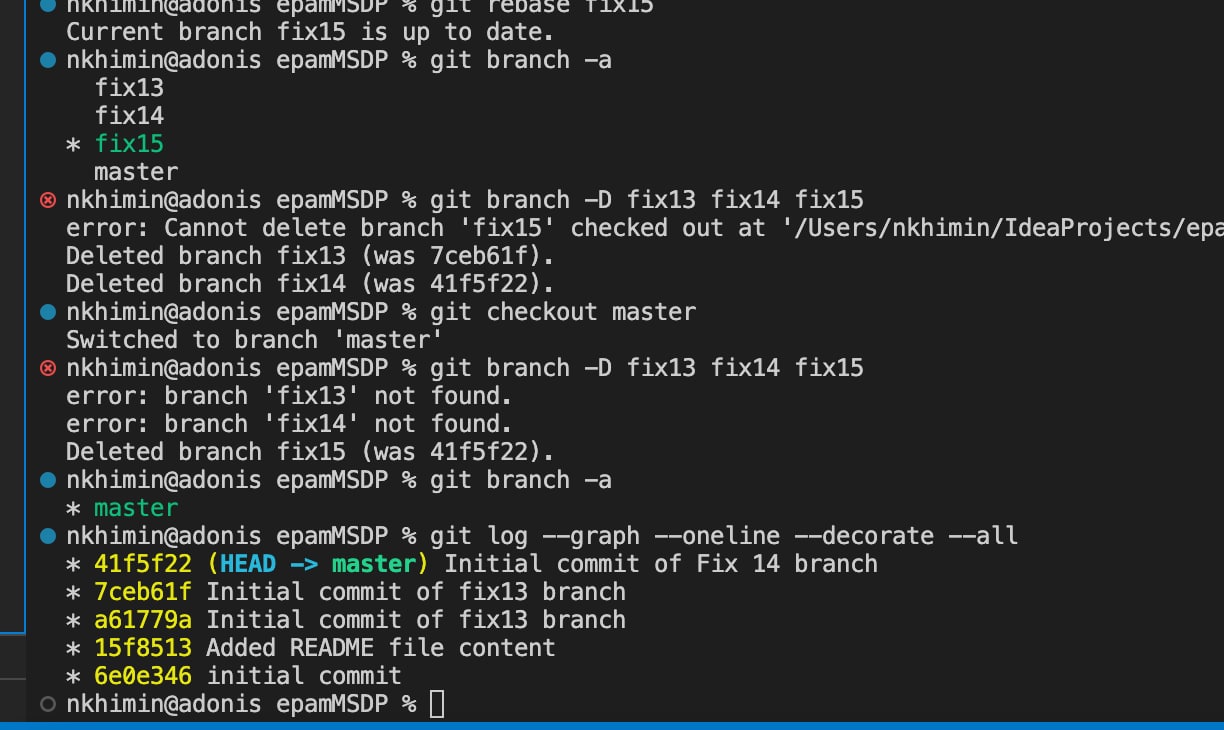 nkhimin@adonis epamMSDP % git rebase fix15
Current branch fix15 is up to date.
nkhimin@adonis epamMSDP % git branch -a
fix13
fix14
* fix15
master
nkhimin@adonis epamMSDP % git branch -D fix13 fix14 fix15
error: Cannot delete branch 'fix15' checked out at '/Users/nkhimin/IdeaProjects/epa
Deleted branch fix13 (was 7ceb61f).
Deleted branch fix14 (was 41f5f22).
nkhimin@adonis epamMSDP % git checkout master
Switched to branch 'master'
nkhimin@adonis epamMSDP % git branch -D fix13 fix14 fix15
error: branch 'fix13' not found.
error: branch 'fix14' not found.
Deleted branch fix15 (was 41f5f22).
nkhimin@adonis epamMSDP % git branch -a
* master
nkhimin@adonis epamMSDP % git log --graph --oneline --decorate --all
* 41f5f22 (HEAD -> master) Initial commit of Fix 14 branch
* 7ceb61f Initial commit of fix13 branch
* a61779a Initial commit of fix13 branch
* 15f8513 Added README file content
* 6e0e346 initial commit
nkhimin@adonis epamMSDP %